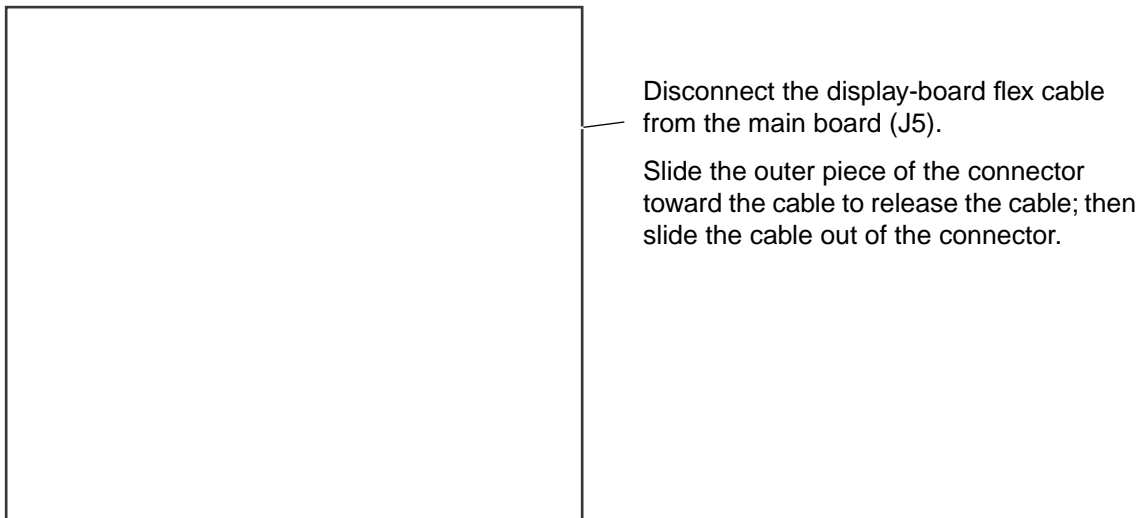 Disconnect the display-board flex cable
from the main board (J5).
Slide the outer piece of the connector
toward the cable to release the cable; then
slide the cable out of the connector.